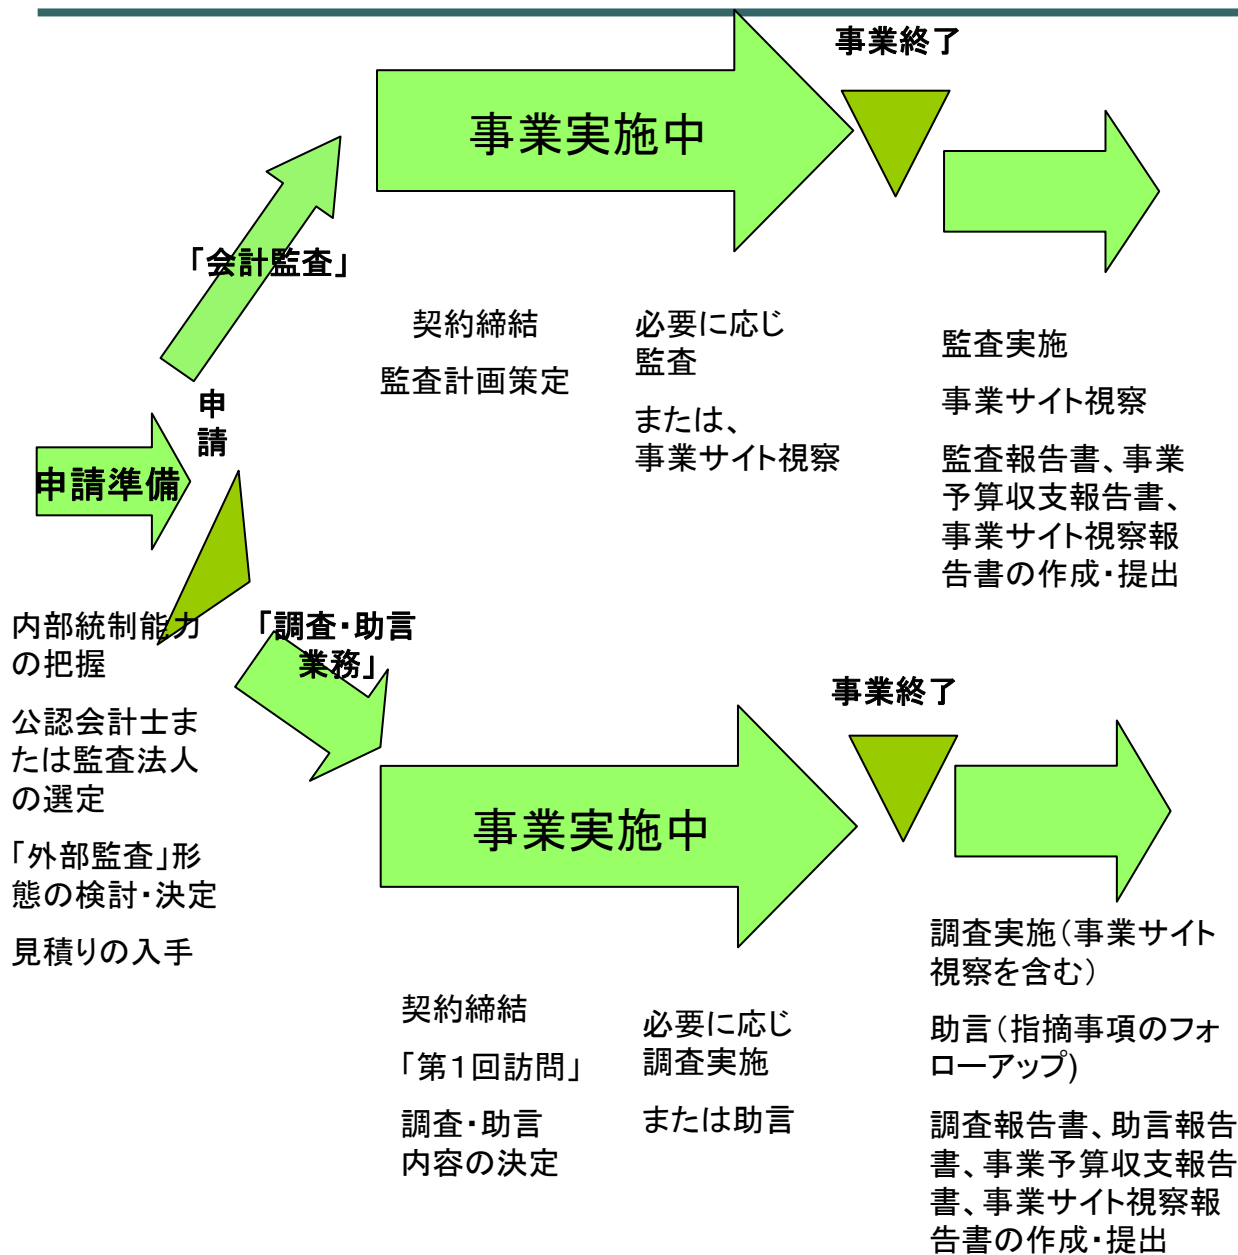 事業終了
事業実施中
「会計監査」
契約締結
監査計画策定
必要に応じ
監査
または、
事業サイト視察
監査実施
事業サイト視察
監査報告書、事業
予算収支報告書、
事業サイト視察報
告書の作成・提出
申
請
申請準備
内部統制能力
の把握
公認会計士ま
たは監査法人
の選定
「外部監査」形
態の検討・決定
見積りの入手
「調査・助言
業務」
事業終了
事業実施中
契約締結
「第1回訪問」
調査・助言
内容の決定
必要に応じ
調査実施
または助言
調査実施(事業サイト
視察を含む)
助言(指摘事項のフォ
ローアップ)
調査報告書、助言報告
書、事業予算収支報告
書、事業サイト視察報
告書の作成・提出